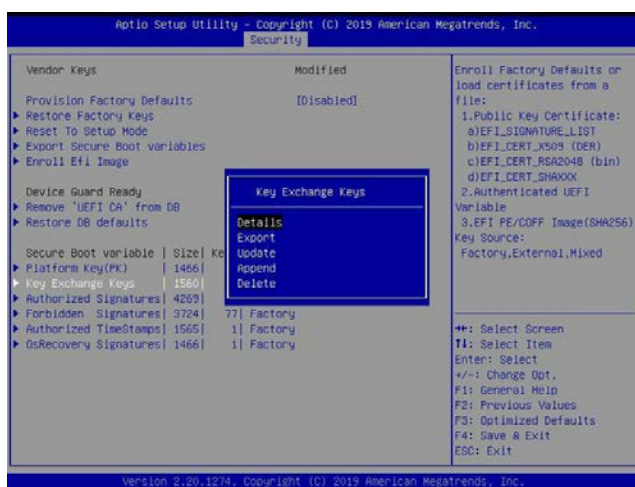 Aptio Setup Utility - Copyright (C) 2019 American Megatrends, Inc.
Security
Vendor Keys Modified
Provision Factory Defaults [Disabled]
Restore Factory Keys
Reset To Setup Mode
Export Secure Boot variables
Enroll Efi Image
Device Guard Ready
Remove 'UEFI CA' from DB
Restore DB defaults
Secure Boot variable | Size| Ke
Platform Key(PK) | 1466|
Key Exchange Keys | 1560|
Authorized Signatures| 4269|
Forbidden Signatures| 3724| 77| Factory
Authorized TimeStamps| 1565| 1| Factory
OsRecovery Signatures| 1466| 1| Factory
Key Exchange Keys
Details
Export
Update
Append
Delete
Enroll Factory Defaults or
load certificates from a
file:
1.Public Key Certificate:
a)EFI_SIGNATURE_LIST
b)EFI_CERT_X509 (DER)
c)EFI_CERT_RSA2048 (bin)
d)EFI_CERT_SHAXXX
2.Authenticated UEFI
Variable
3.EFI PE/COFF Image(SHA256)
Key Source:
Factory,External,Mixed
↔: Select Screen
↑↓: Select Item
Enter: Select
+/-: Change Opt.
F1: General Help
F2: Previous Values
F3: Optimized Defaults
F4: Save & Exit
ESC: Exit
Version 2.20.1274. Copyright (C) 2019 American Megatrends, Inc.